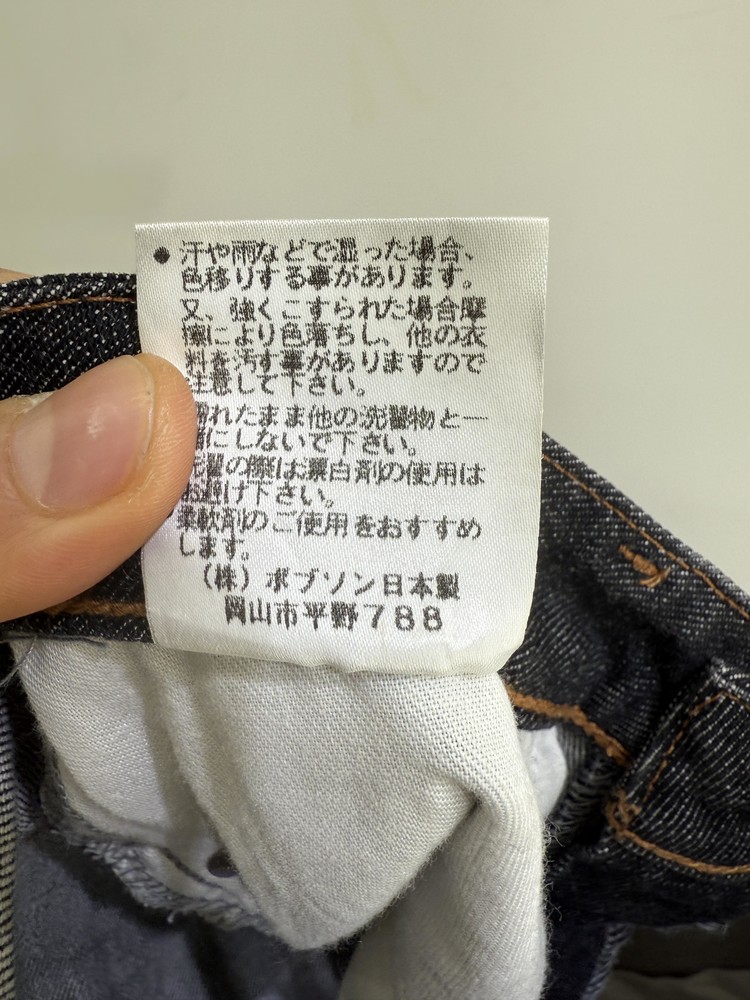 ●汗や雨などで湿った場合、
色移りする事があります。
又、強くこすられた場合摩
擦により色落ちし、他の衣
料を汚す事がありますので
注意して下さい。
れたまま他の洗濯物と一
緒にしないで下さい。
洗濯の際は漂白剤の使用は
お避け下さい。
柔軟剤のご使用をおすすめ
します。
(株)ボブソン日本製
岡山市平野788